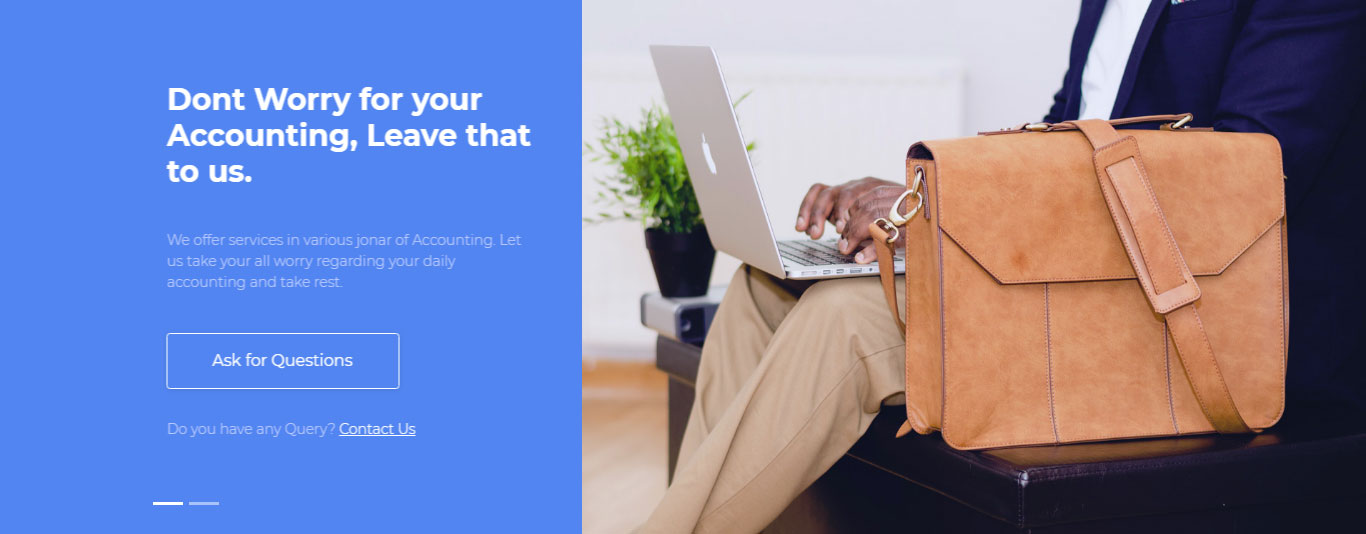 Dont Worry for your
Accounting, Leave that
to us.
We offer services in various jonar of Accounting. Let
us take your all worry regarding your daily
accounting and take rest.
Ask for Questions
Do you have any Query? Contact Us